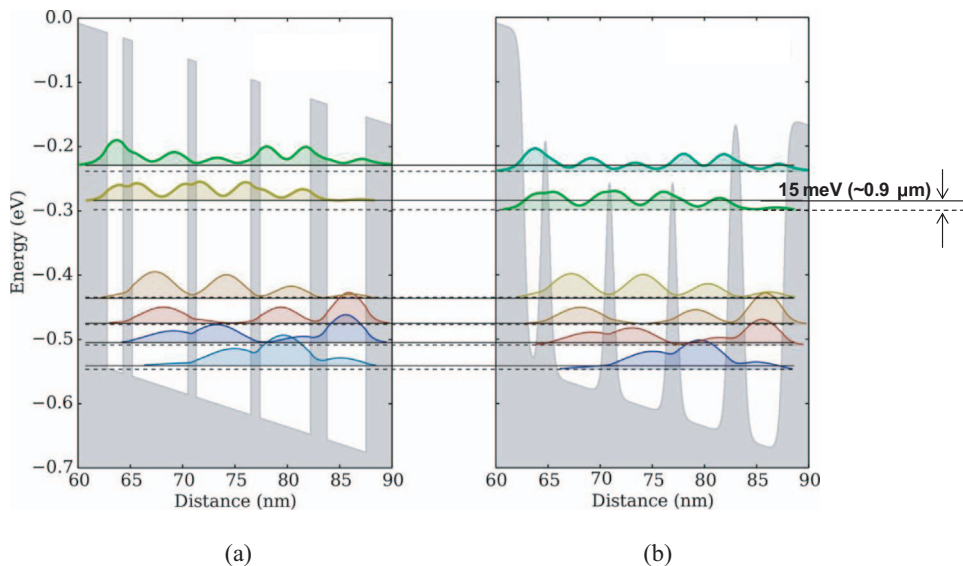 0.0
−0.1
−0.2
−0.3
−0.4
−0.5
−0.6
−0.7
Energy (eV)
60 65 70 75 80 85 90
Distance (nm)
60 65 70 75 80 85 90
Distance (nm)
15 meV (~0.9 μm)
(a)
(b)